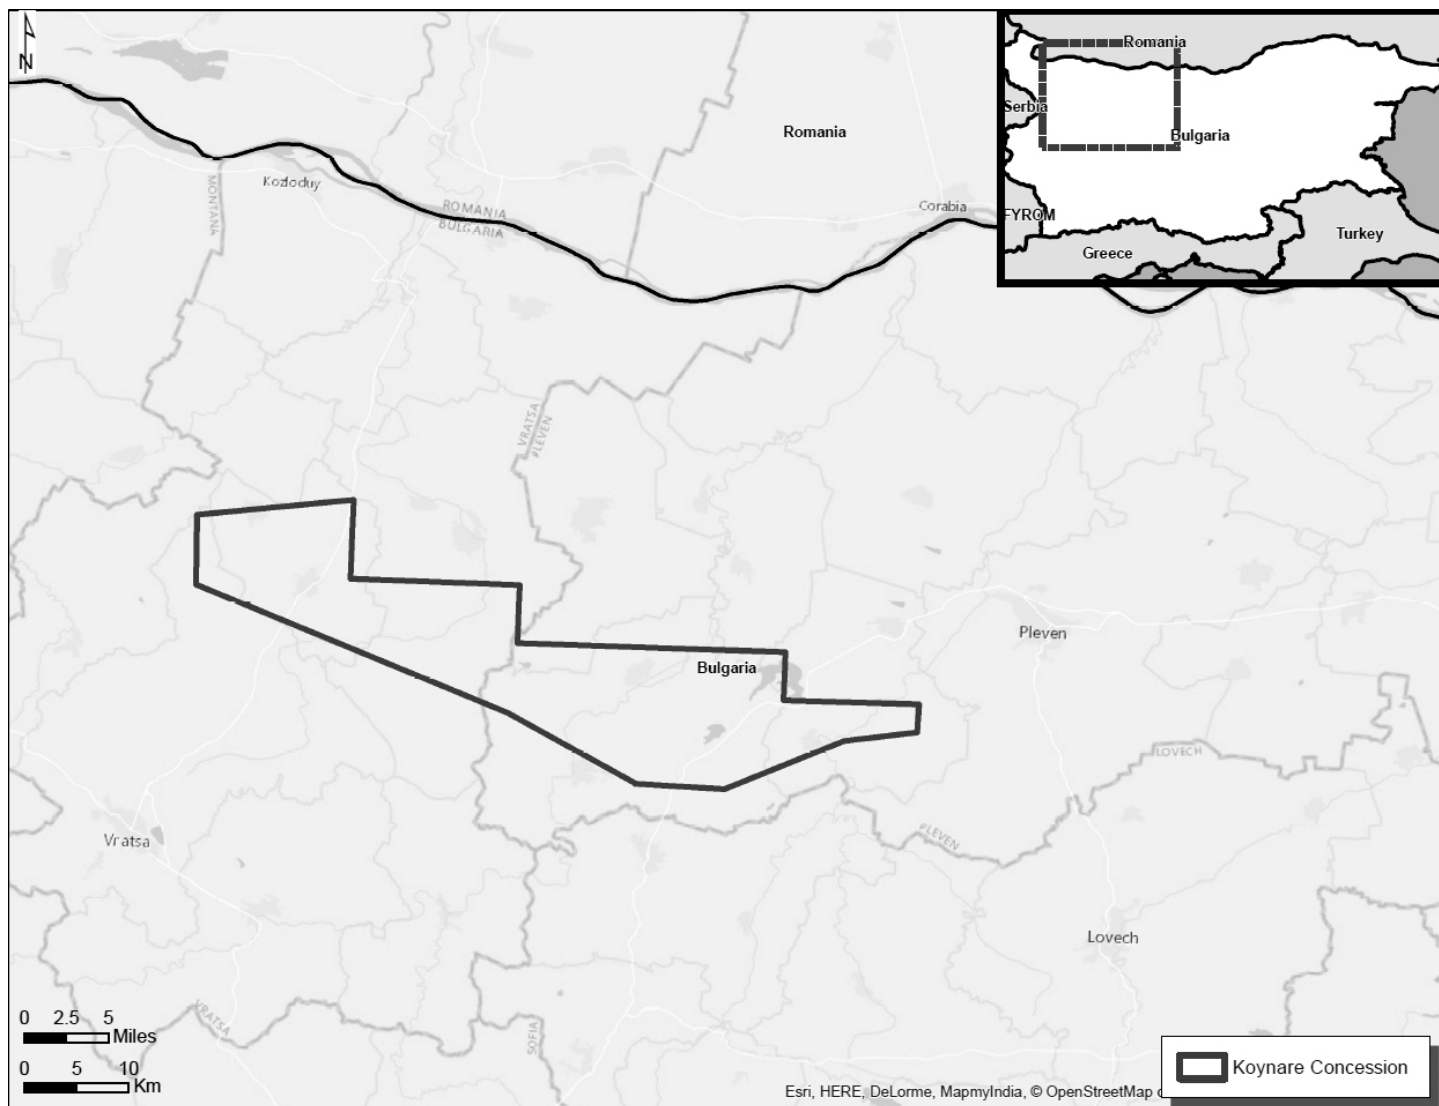 N
Romania
Serbia
Bulgaria
FYROM
Turkey
Greece
Romania
MONTANA
Kozloduy
ROMANIA
BULGARIA
Corabia
VRATSA
PLEVEN
Pleven
Bulgaria
LOVECH
PLEVEN
Vratsa
Lovech
VRATSA
SOFIA
0 2.5 5
Miles
0 5 10
Km
Koynare Concession
Esri, HERE, DeLorme, MapmyIndia, © OpenStreetMap